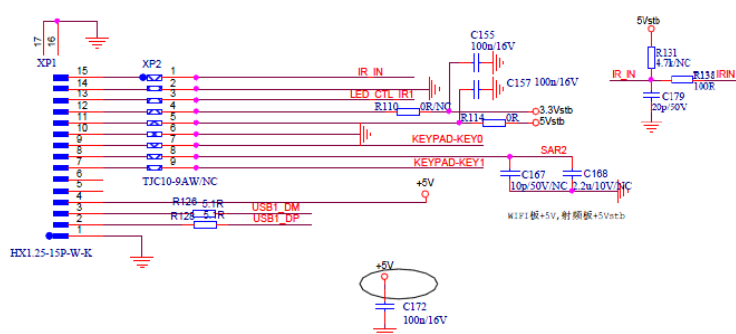 17
16
XP1
XP2
15
14
13
12
11
10
9
8
7
6
5
4
3
2
1
1
2
3
4
5
6
7
8
9
TJC10-9AW/NC
HX1.25-15P-W-K
IR_IN
LED_CTL_IR1
R110
0R/NC
R114
0R
3.3Vstb
5Vstb
KEYPAD-KEY0
KEYPAD-KEY1
C155
100n/16V
C157 100n/16V
SAR2
C167
10p/50V/NC
C168
2.2u/10V/NC
WIFI板+5V,射频板+5Vstb
+5V
R126
5.1R
USB1_DM
R128
5.1R
USB1_DP
5Vstb
R131
4.7k/NC
IR_IN
R138
100R
IRIN
C179
20p/50V
+5V
C172
100n/16V